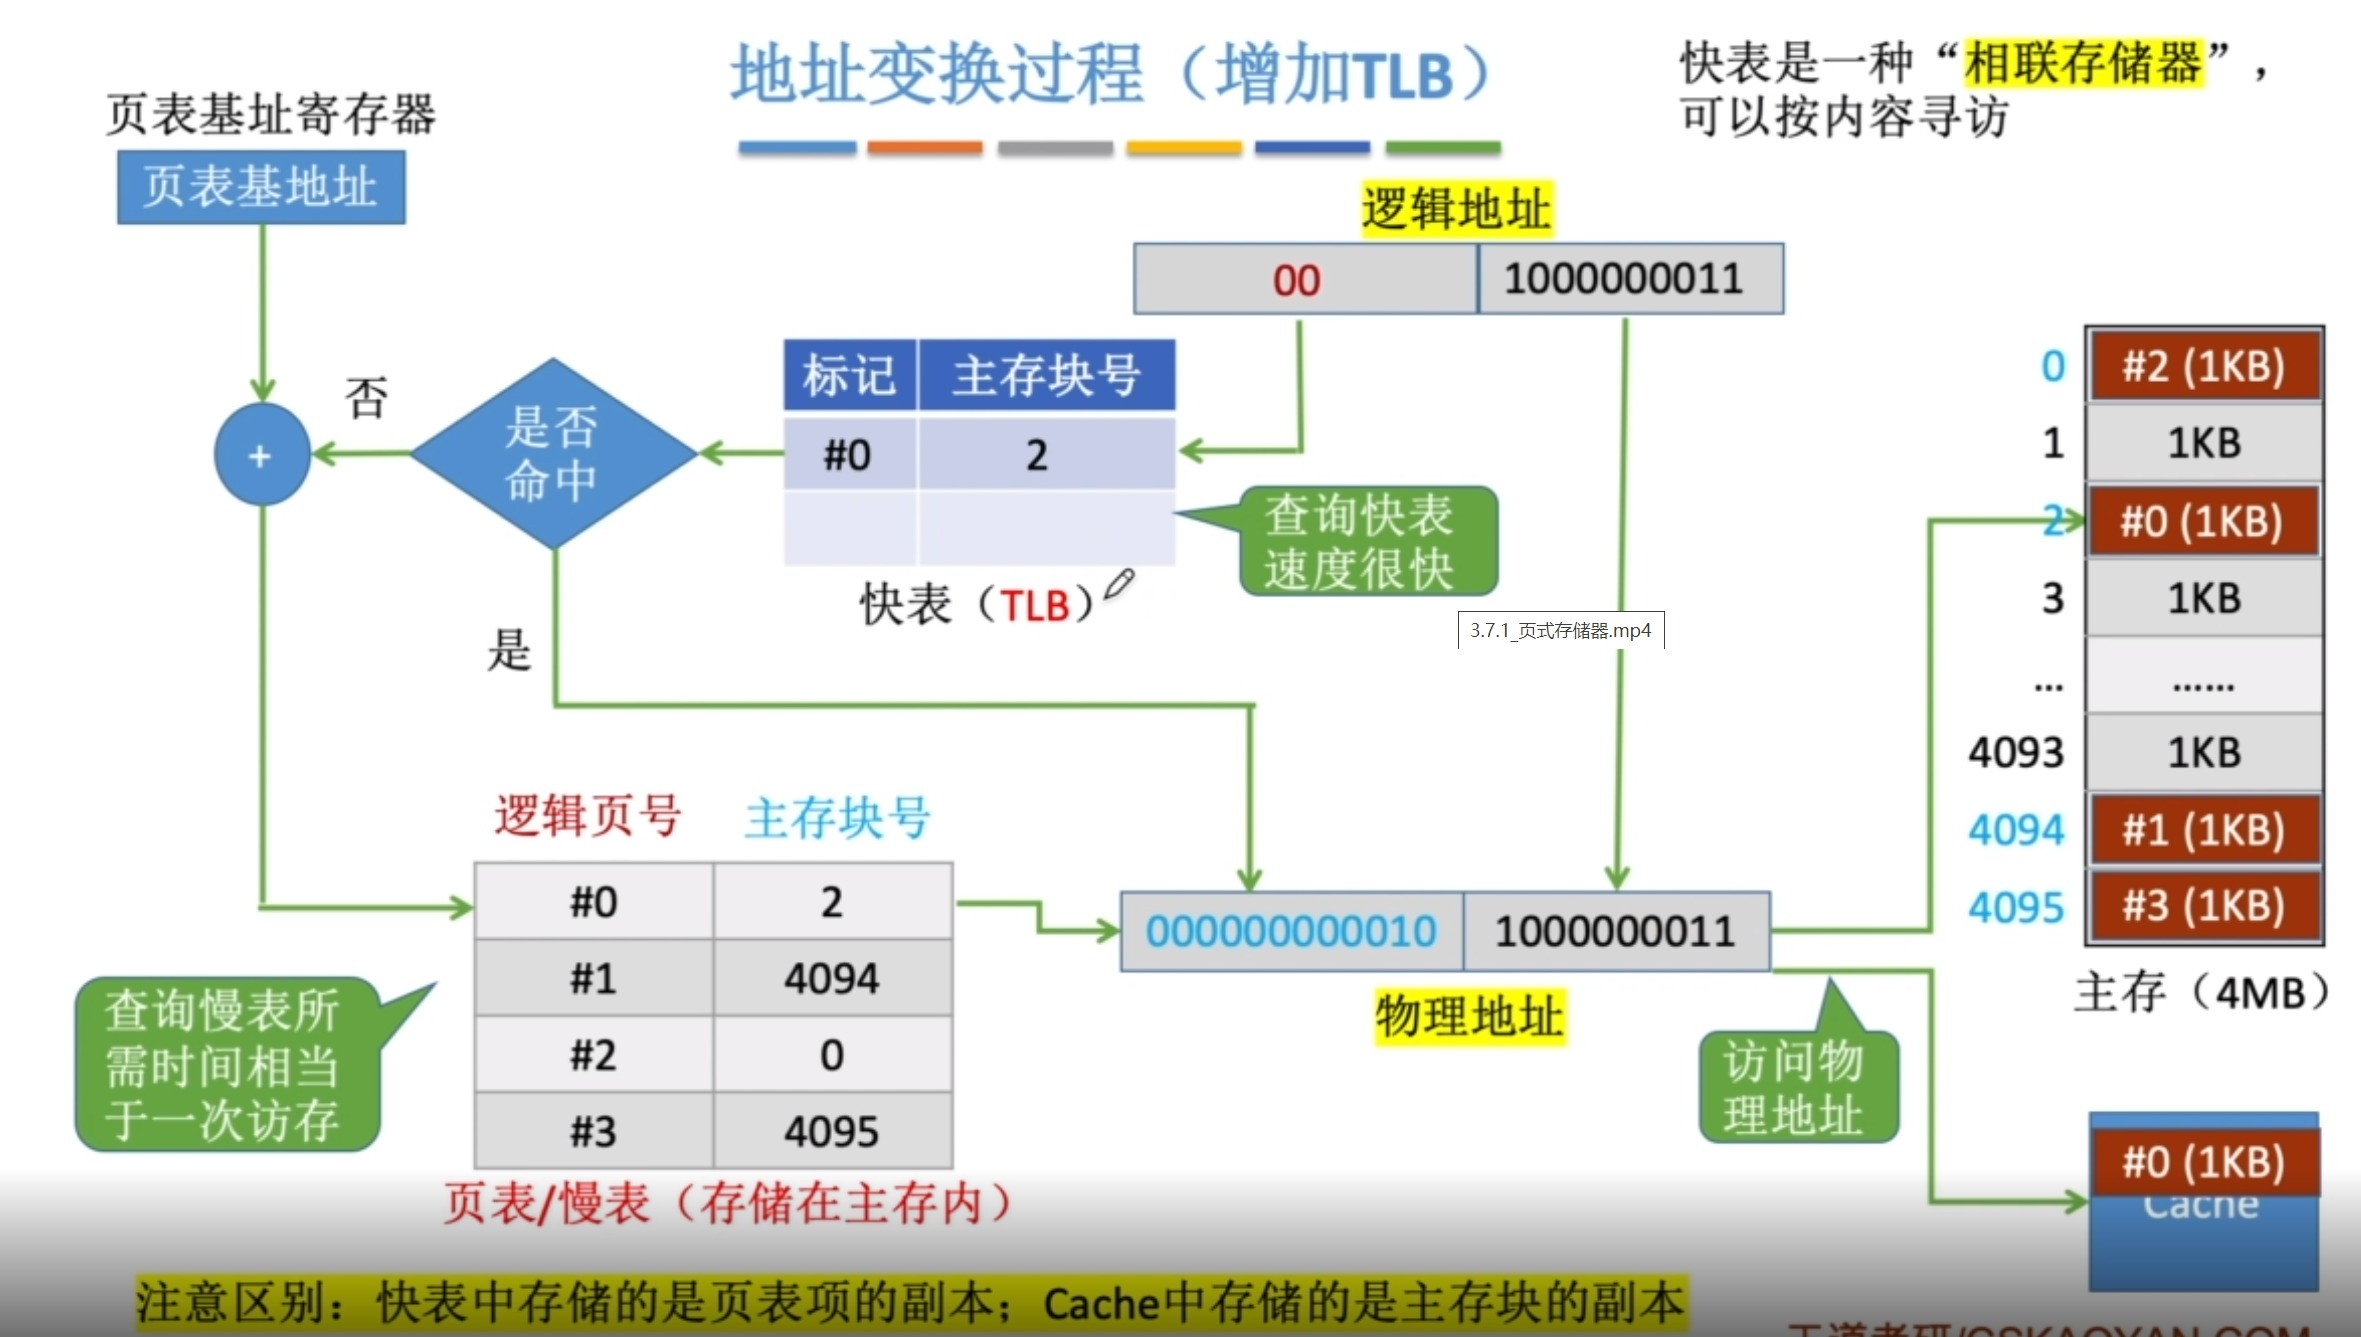 地址变换过程（增加TLB）
快表是一种“相联存储器”，
可以按内容寻访
页表基址寄存器
页表基地址
逻辑地址
00 1000000011
标记 主存块号
#0 2
快表（TLB）
查询快表
速度很快
是否
命中
否
是
+
3.7.1_页式存储器.mp4
0 #2 (1KB)
1 1KB
2 #0 (1KB)
3 1KB
... ......
4093 1KB
4094 #1 (1KB)
4095 #3 (1KB)
主存（4MB）
逻辑页号 主存块号
#0 2
#1 4094
#2 0
#3 4095
页表/慢表（存储在主存内）
查询慢表所
需时间相当
于一次访存
000000000010 1000000011
物理地址
访问物
理地址
#0 (1KB)
Cache
注意区别：快表中存储的是页表项的副本；Cache中存储的是主存块的副本
王道考研/CSKAOYAN.COM